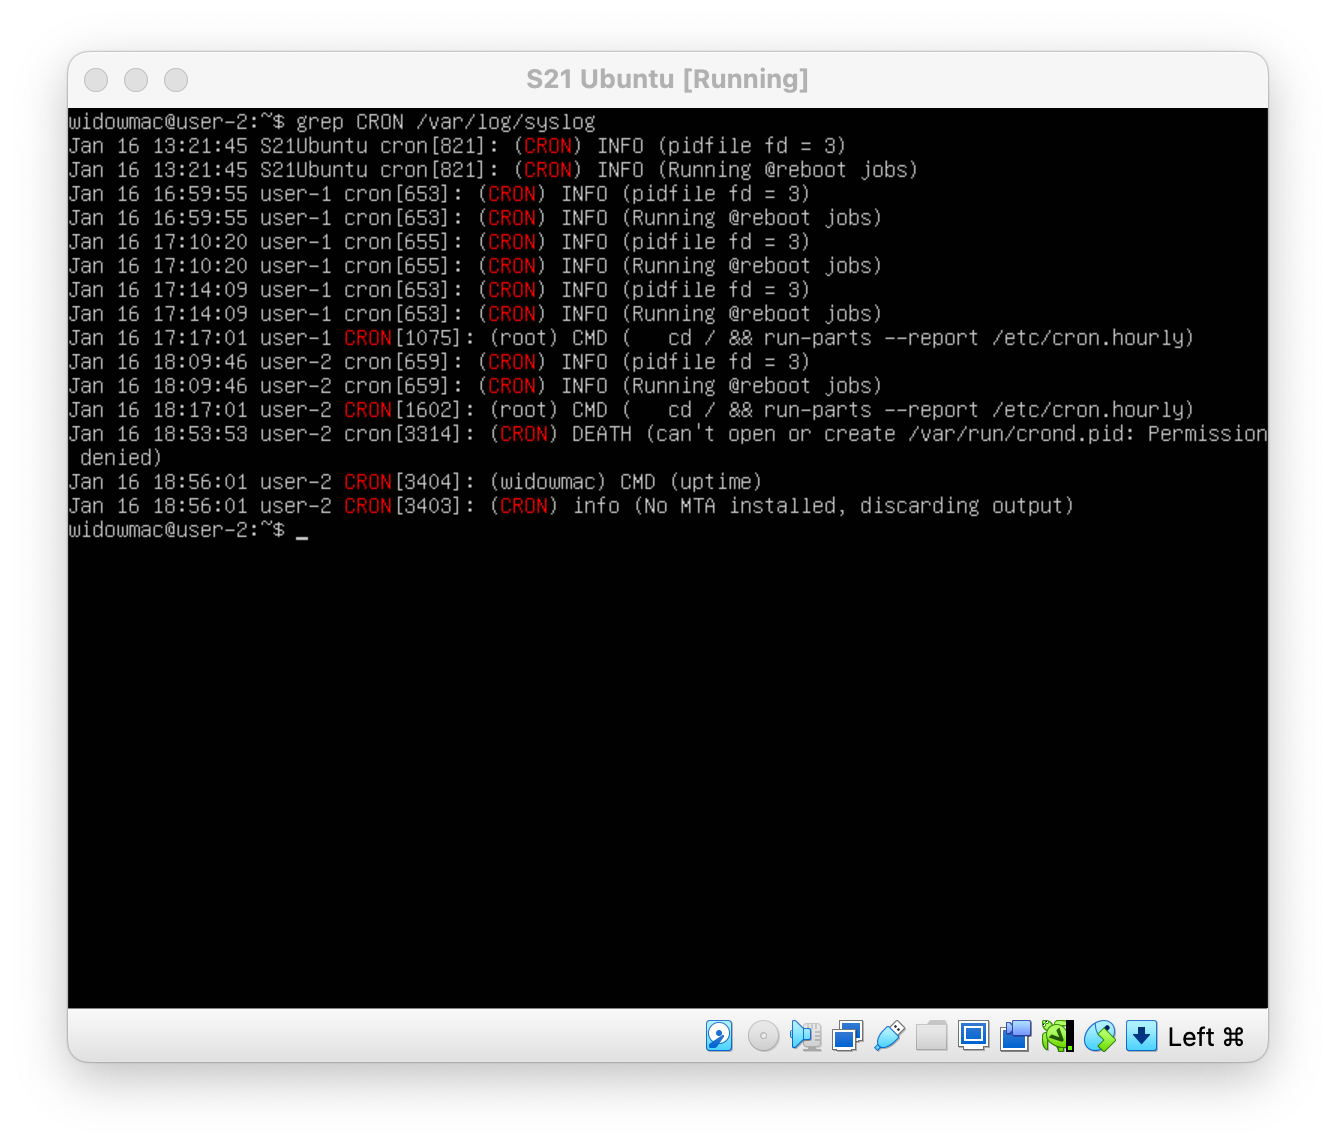 S21 Ubuntu [Running]
widowmac@user-2:~$ grep CRON /var/log/syslog
Jan 16 13:21:45 S21Ubuntu cron[821]: (CRON) INFO (pidfile fd = 3)
Jan 16 13:21:45 S21Ubuntu cron[821]: (CRON) INFO (Running @reboot jobs)
Jan 16 16:59:55 user-1 cron[653]: (CRON) INFO (pidfile fd = 3)
Jan 16 16:59:55 user-1 cron[653]: (CRON) INFO (Running @reboot jobs)
Jan 16 17:10:20 user-1 cron[655]: (CRON) INFO (pidfile fd = 3)
Jan 16 17:10:20 user-1 cron[655]: (CRON) INFO (Running @reboot jobs)
Jan 16 17:14:09 user-1 cron[653]: (CRON) INFO (pidfile fd = 3)
Jan 16 17:14:09 user-1 cron[653]: (CRON) INFO (Running @reboot jobs)
Jan 16 17:17:01 user-1 CRON[1075]: (root) CMD (   cd / && run-parts --report /etc/cron.hourly)
Jan 16 18:09:46 user-2 cron[659]: (CRON) INFO (pidfile fd = 3)
Jan 16 18:09:46 user-2 cron[659]: (CRON) INFO (Running @reboot jobs)
Jan 16 18:17:01 user-2 CRON[1602]: (root) CMD (   cd / && run-parts --report /etc/cron.hourly)
Jan 16 18:53:53 user-2 cron[3314]: (CRON) DEATH (can't open or create /var/run/crond.pid: Permission
 denied)
Jan 16 18:56:01 user-2 CRON[3404]: (widowmac) CMD (uptime)
Jan 16 18:56:01 user-2 CRON[3403]: (CRON) info (No MTA installed, discarding output)
widowmac@user-2:~$ _
Left ⌘